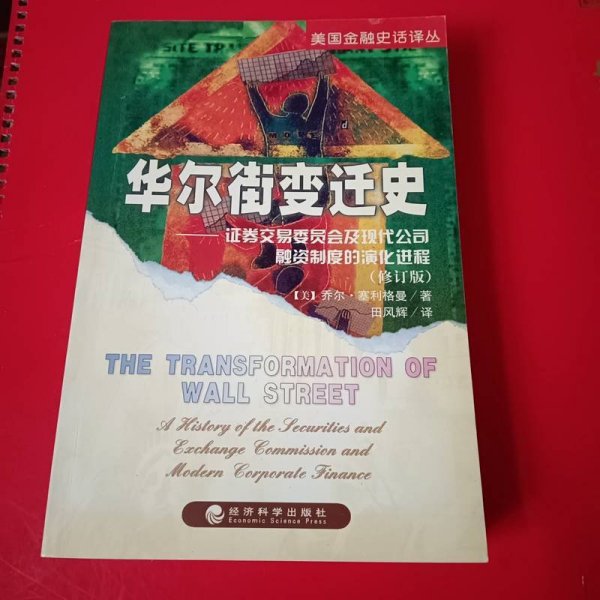 美国金融史话译丛
SITE TRA
MORE
华尔街变迁史
——证券交易委员会及现代公司
融资制度的演化进程
(修订版)
【美】乔尔·塞利格曼/著
田风辉/译
THE TRANSFORMATION OF
WALL STREET
A History of the Securities and
Exchange Commission and
Modern Corporate Finance
经济科学出版社
Economic Science Press